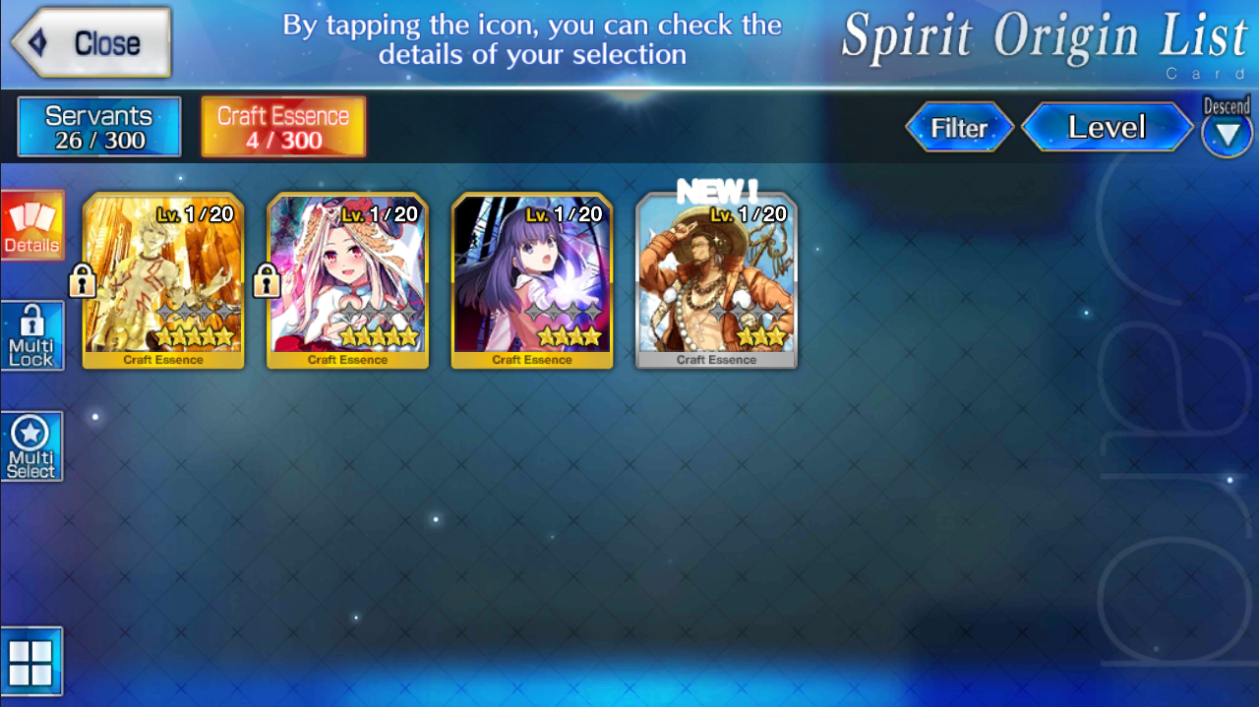 Close
By tapping the icon, you can check the
details of your selection
Spirit Origin List
Card
Servants
26 / 300
Craft Essence
4 / 300
Filter
Level
Descend
Details
Multi
Lock
Multi
Select
Lv. 1/20
Craft Essence
Lv. 1/20
Craft Essence
Lv. 1/20
Craft Essence
NEW!
Lv. 1/20
Craft Essence
Card